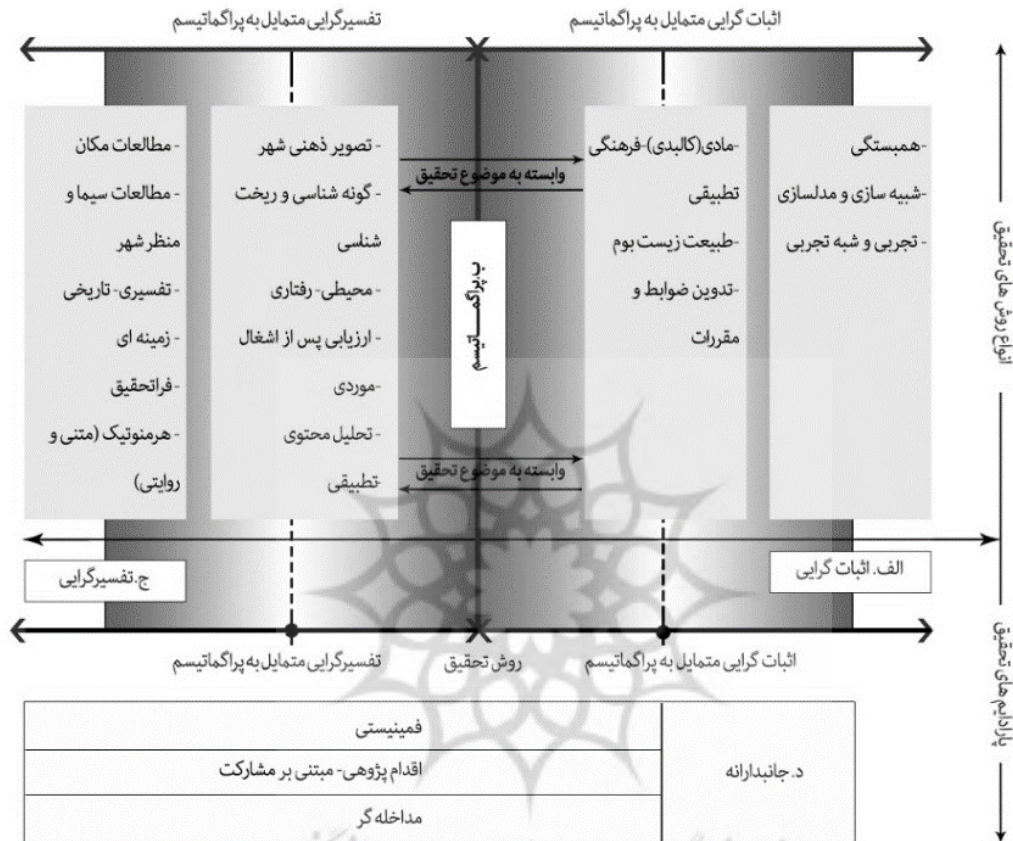 اثبات گرایی متمایل به پراگماتیسم
تفسیرگرایی متمایل به پراگماتیسم
-همبستگی
-شبیه سازی و مدلسازی
- تجربی و شبه تجربی
-مادی(کالبدی)-فرهنگی
تطبیقی
-طبیعت زیست بوم
-تدوین ضوابط و
مقررات
وابسته به موضوع تحقیق
ب.پراگمـــاتیسم
وابسته به موضوع تحقیق
- تصویر ذهنی شهر
- گونه شناسی و ریخت
شناسی
- محیطی- رفتاری
- ارزیابی پس از اشغال
-موردی
- تحلیل محتوی
-تطبیقی
- مطالعات مکان
- مطالعات سیما و
منظر شهر
- تفسیری- تاریخی
- زمینه ای
-فراتحقیق
- هرمنوتیک (متنی و
روایتی)
انواع روش های تحقیق
الف. اثبات گرایی
ج.تفسیرگرایی
اثبات گرایی متمایل به پراگماتیسم
روش تحقیق
تفسیرگرایی متمایل به پراگماتیسم
پارادایم های تحقیق
د. جانبدارانه
فمینیستی
اقدام پژوهی- مبتنی بر مشارکت
مداخله گر